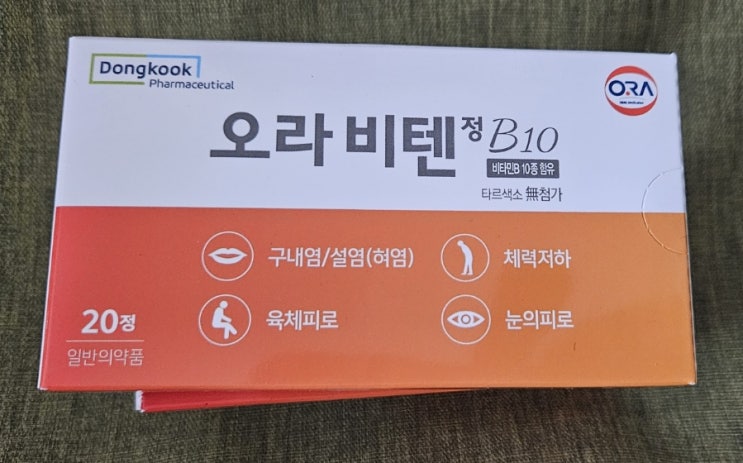 Dongkook
Pharmaceutical
ORA
오라비텐정 B10
비타민B 10종 함유
타르색소 無첨가
구내염/설염(혀염)
체력저하
육체피로
눈의피로
20정
일반의약품